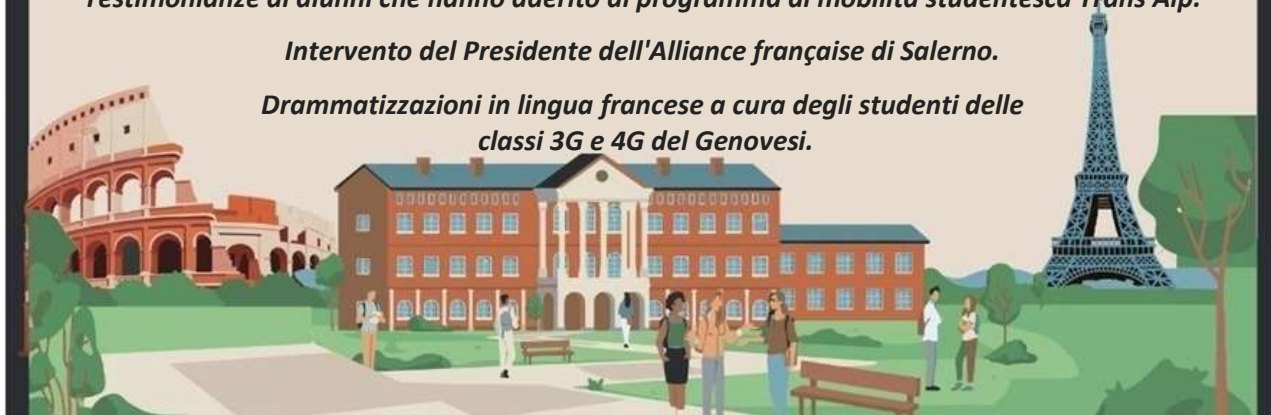 Testimonianze di alunni che hanno aderito al programma di mobilità studentesca Trans'Alp.
Intervento del Presidente dell'Alliance française di Salerno.
Drammatizzazioni in lingua francese a cura degli studenti delle
classi 3G e 4G del Genovesi.